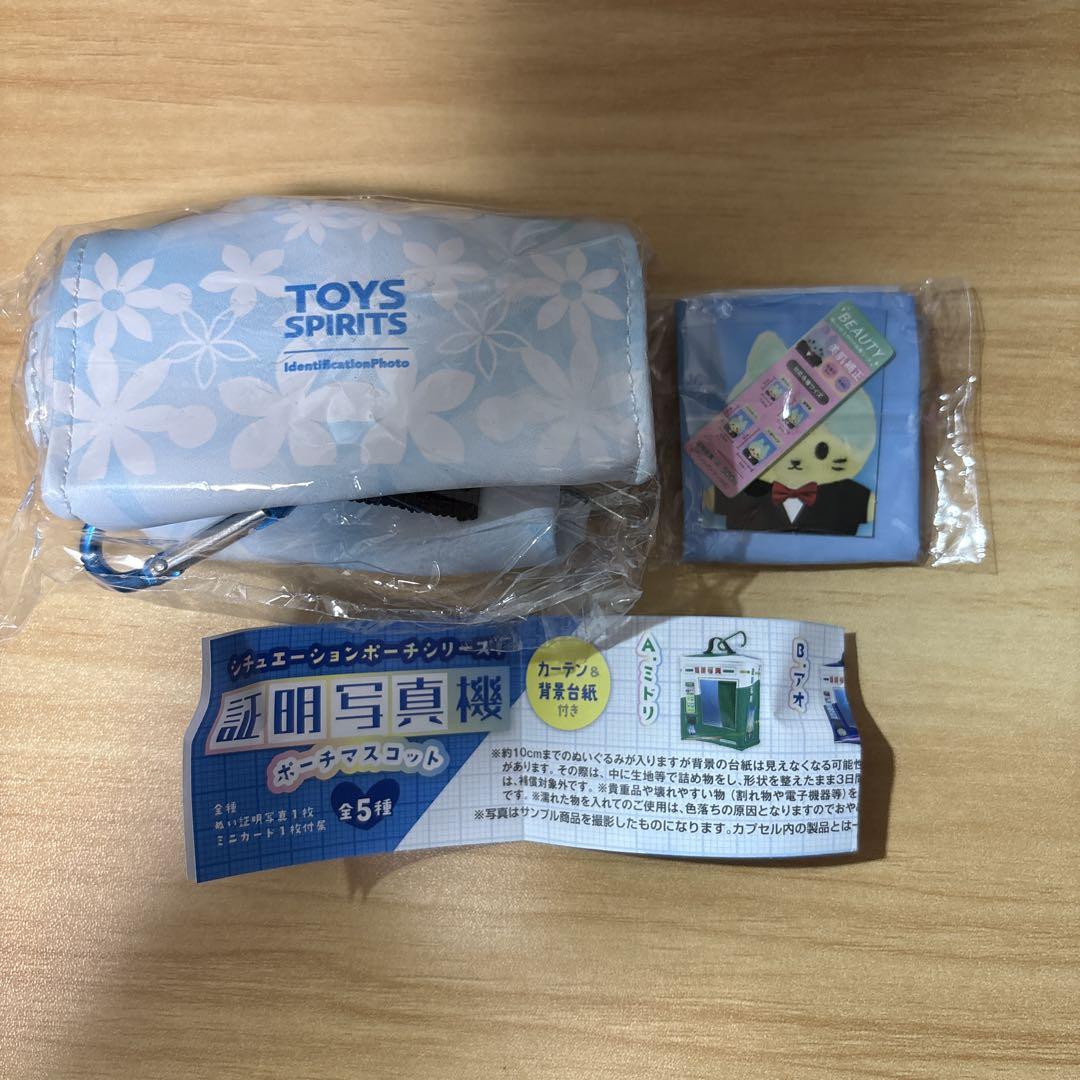 TOYS
SPIRITS
IdentificationPhoto
BEAUTY
シチュエーションポーチシリーズ
証明写真機
ポーチマスコット
全5種
全種
ぬい証明写真1枚
ミニカード1枚付属
カーテン&
背景台紙
付き
A.ミドリ
B.アオ
※約10cmまでのぬいぐるみが入りますが背景の台紙は見えなくなる可能性
があります。その際は、中に生地等で詰め物をし、形状を整えたまま3日間
は、補償対象外です。※貴重品や壊れやすい物（割れ物や電子機器等）を
です。※濡れた物を入れてのご使用は、色落ちの原因となりますのでおや
※写真はサンプル商品を撮影したものになります。カプセル内の製品とは